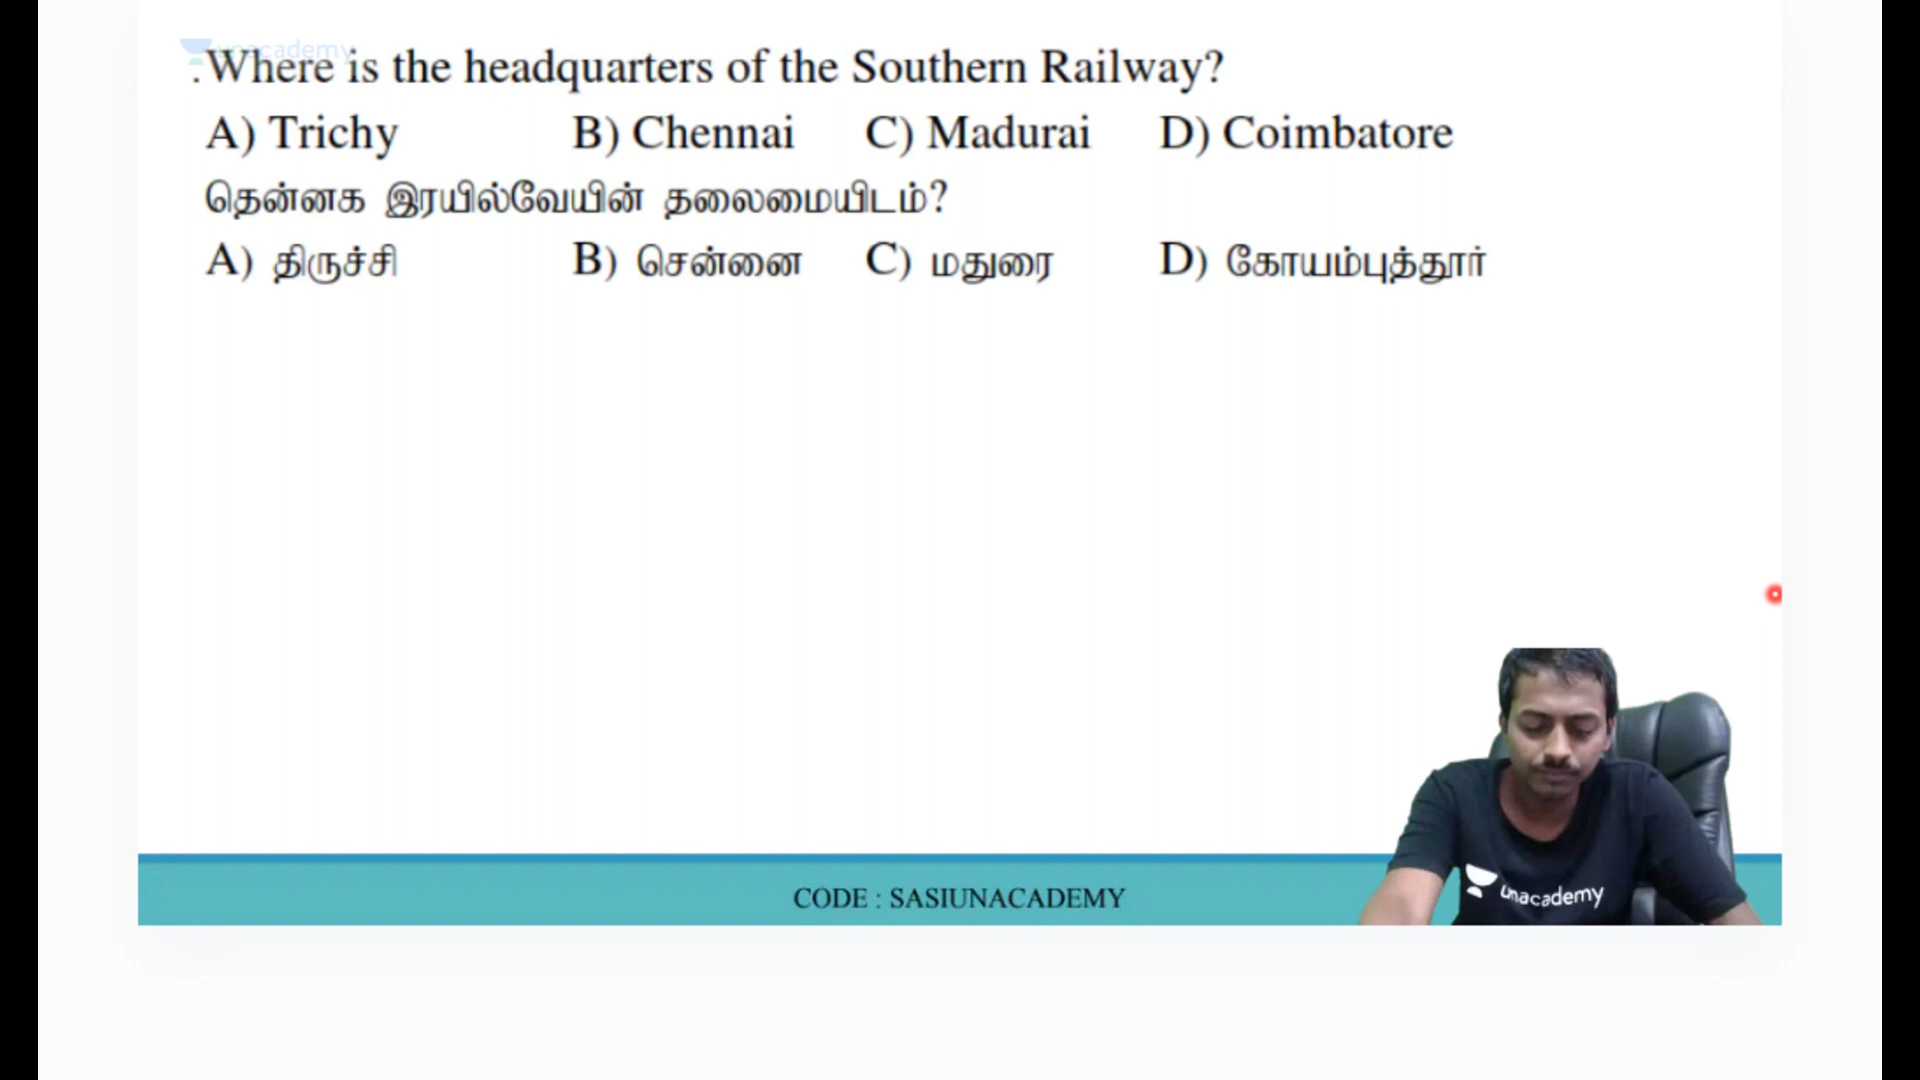 unacademy
.Where is the headquarters of the Southern Railway?
A) Trichy B) Chennai C) Madurai D) Coimbatore
தென்னக இரயில்வேயின் தலைமையிடம்?
A) திருச்சி B) சென்னை C) மதுரை D) கோயம்புத்தூர்
unacademy
CODE : SASIUNACADEMY